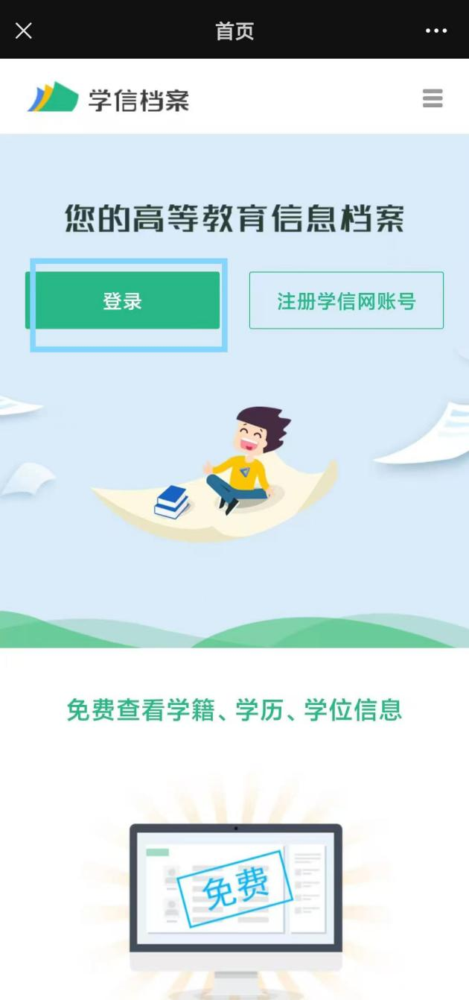 首页
学信档案
您的高等教育信息档案
登录
注册学信网账号
免费查看学籍、学历、学位信息
免费